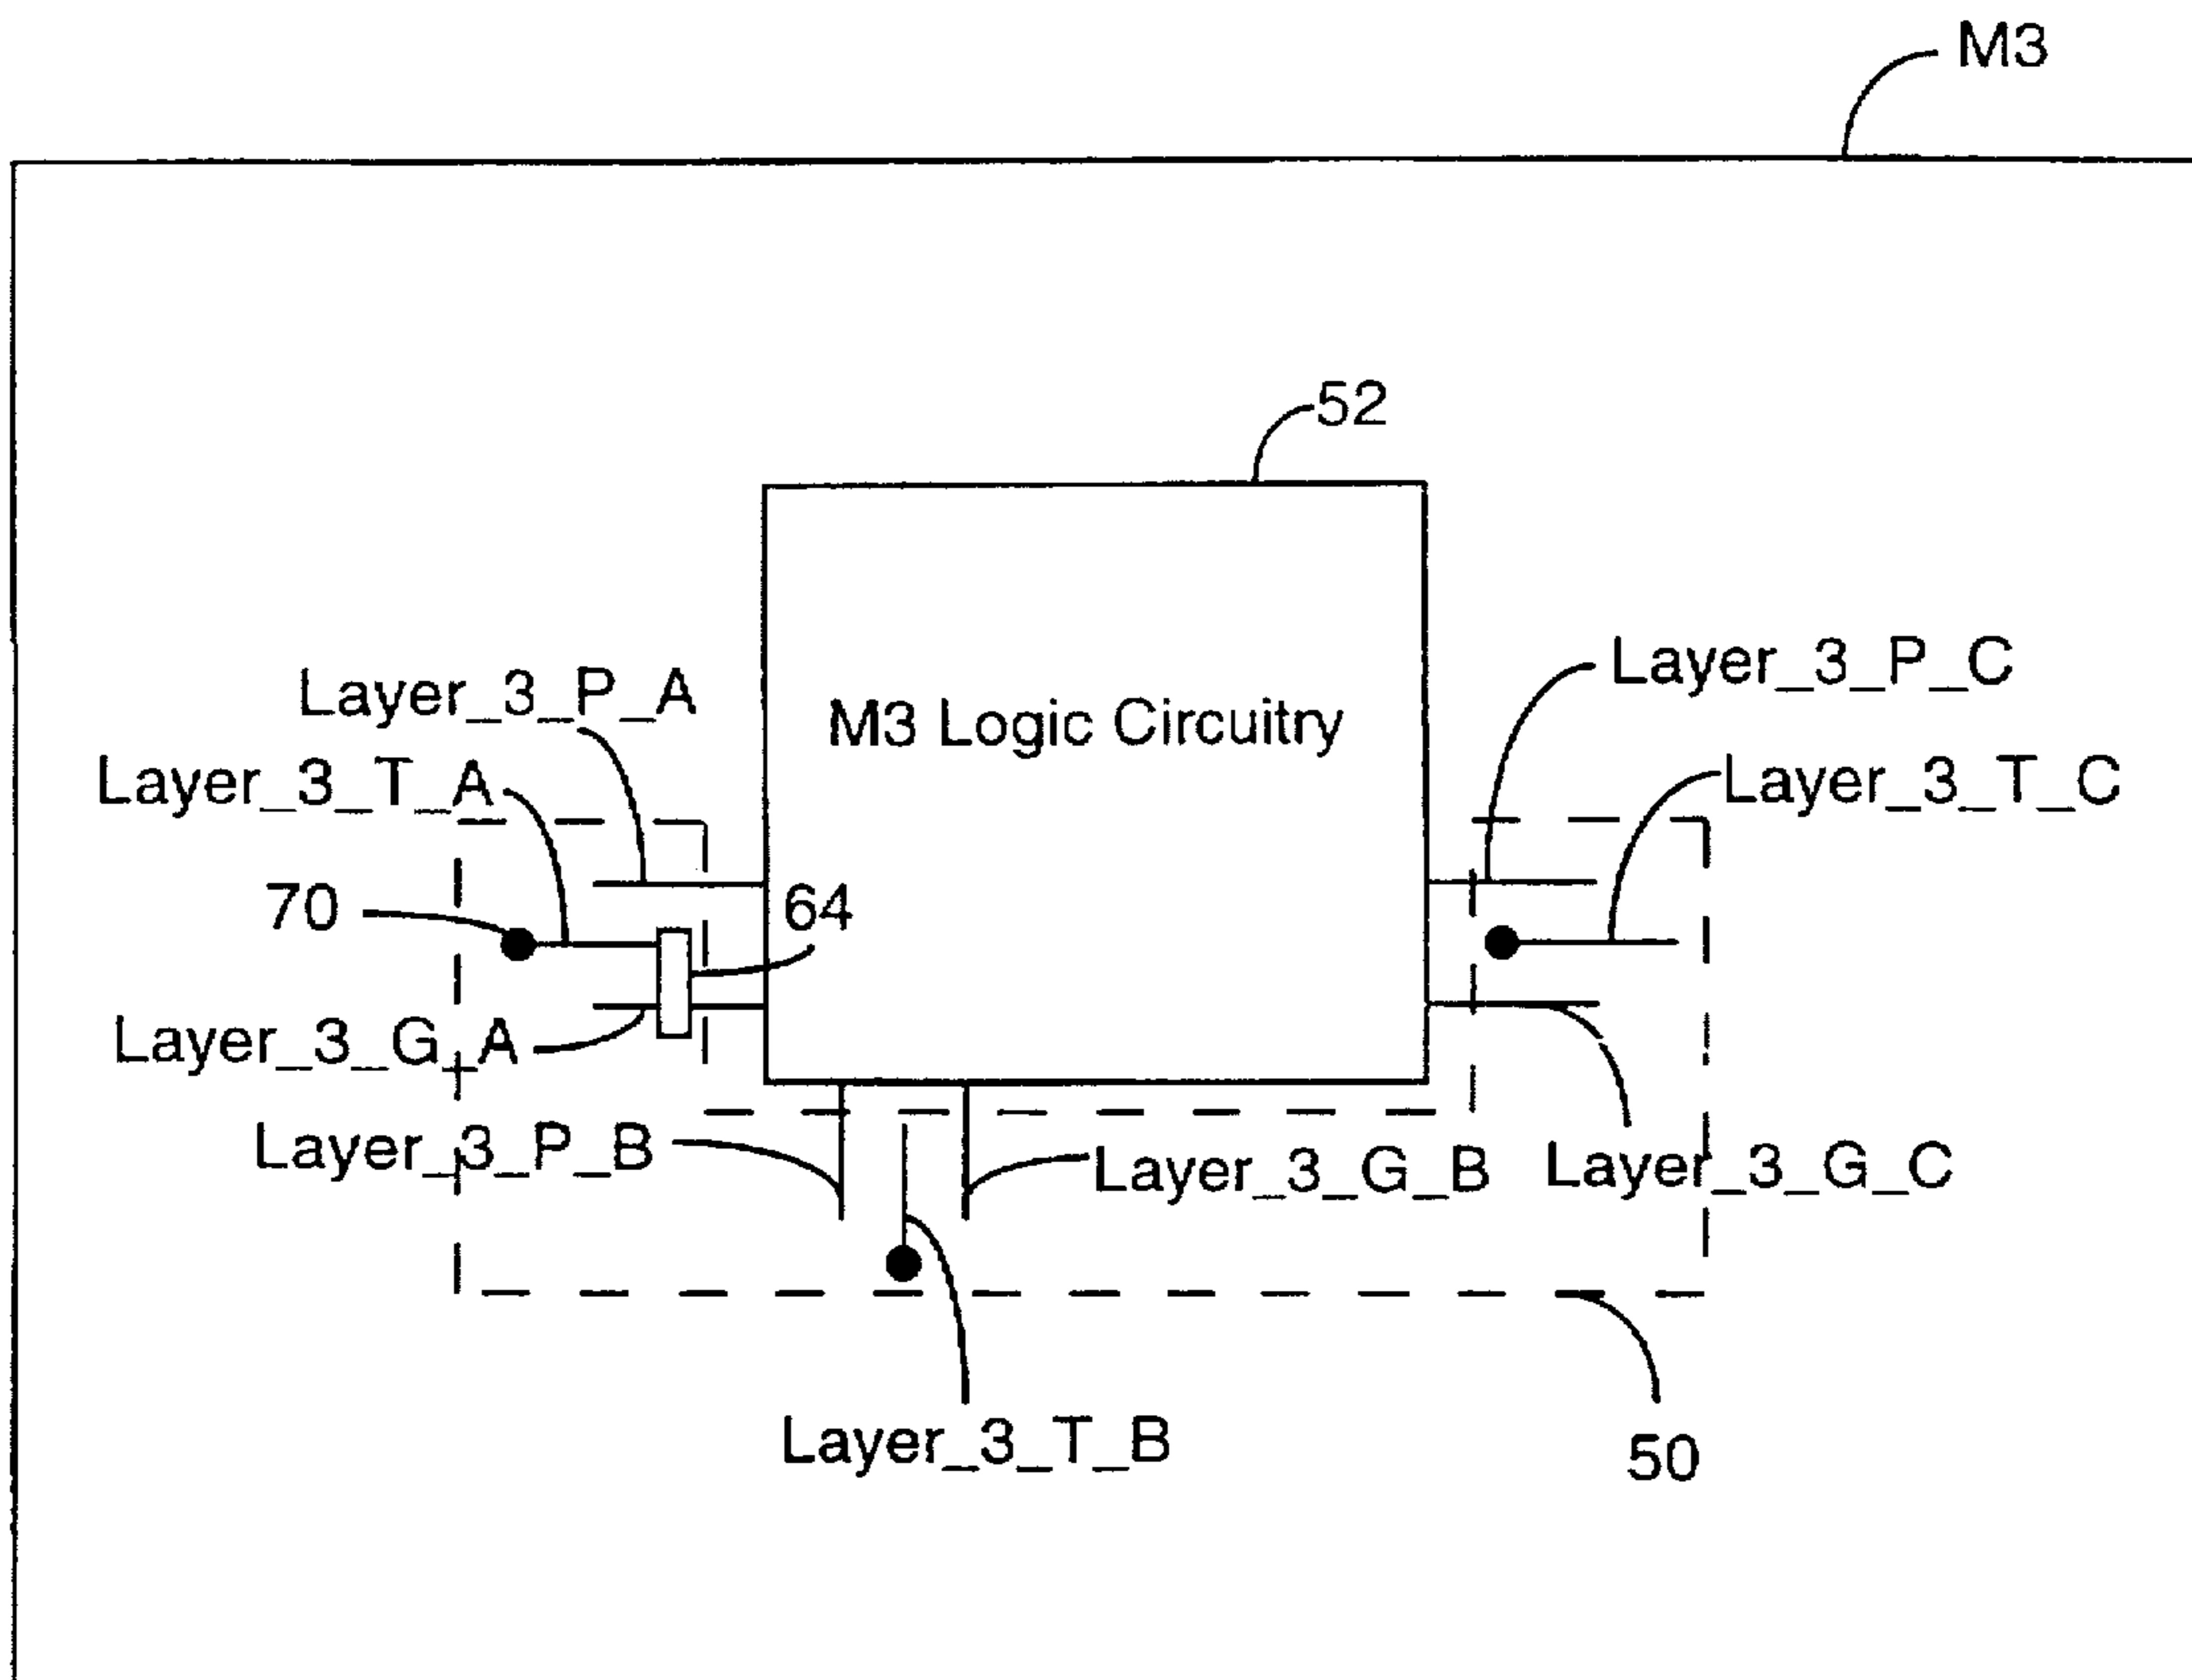 M3
52
Layer_3_P_A
M3 Logic Circuitry
Layer_3_P_C
Layer_3_T_A
Layer_3_T_C
70
64
Layer_3_G_A
Layer_3_P_B
Layer_3_G_B
Layer_3_G_C
Layer_3_T_B
50